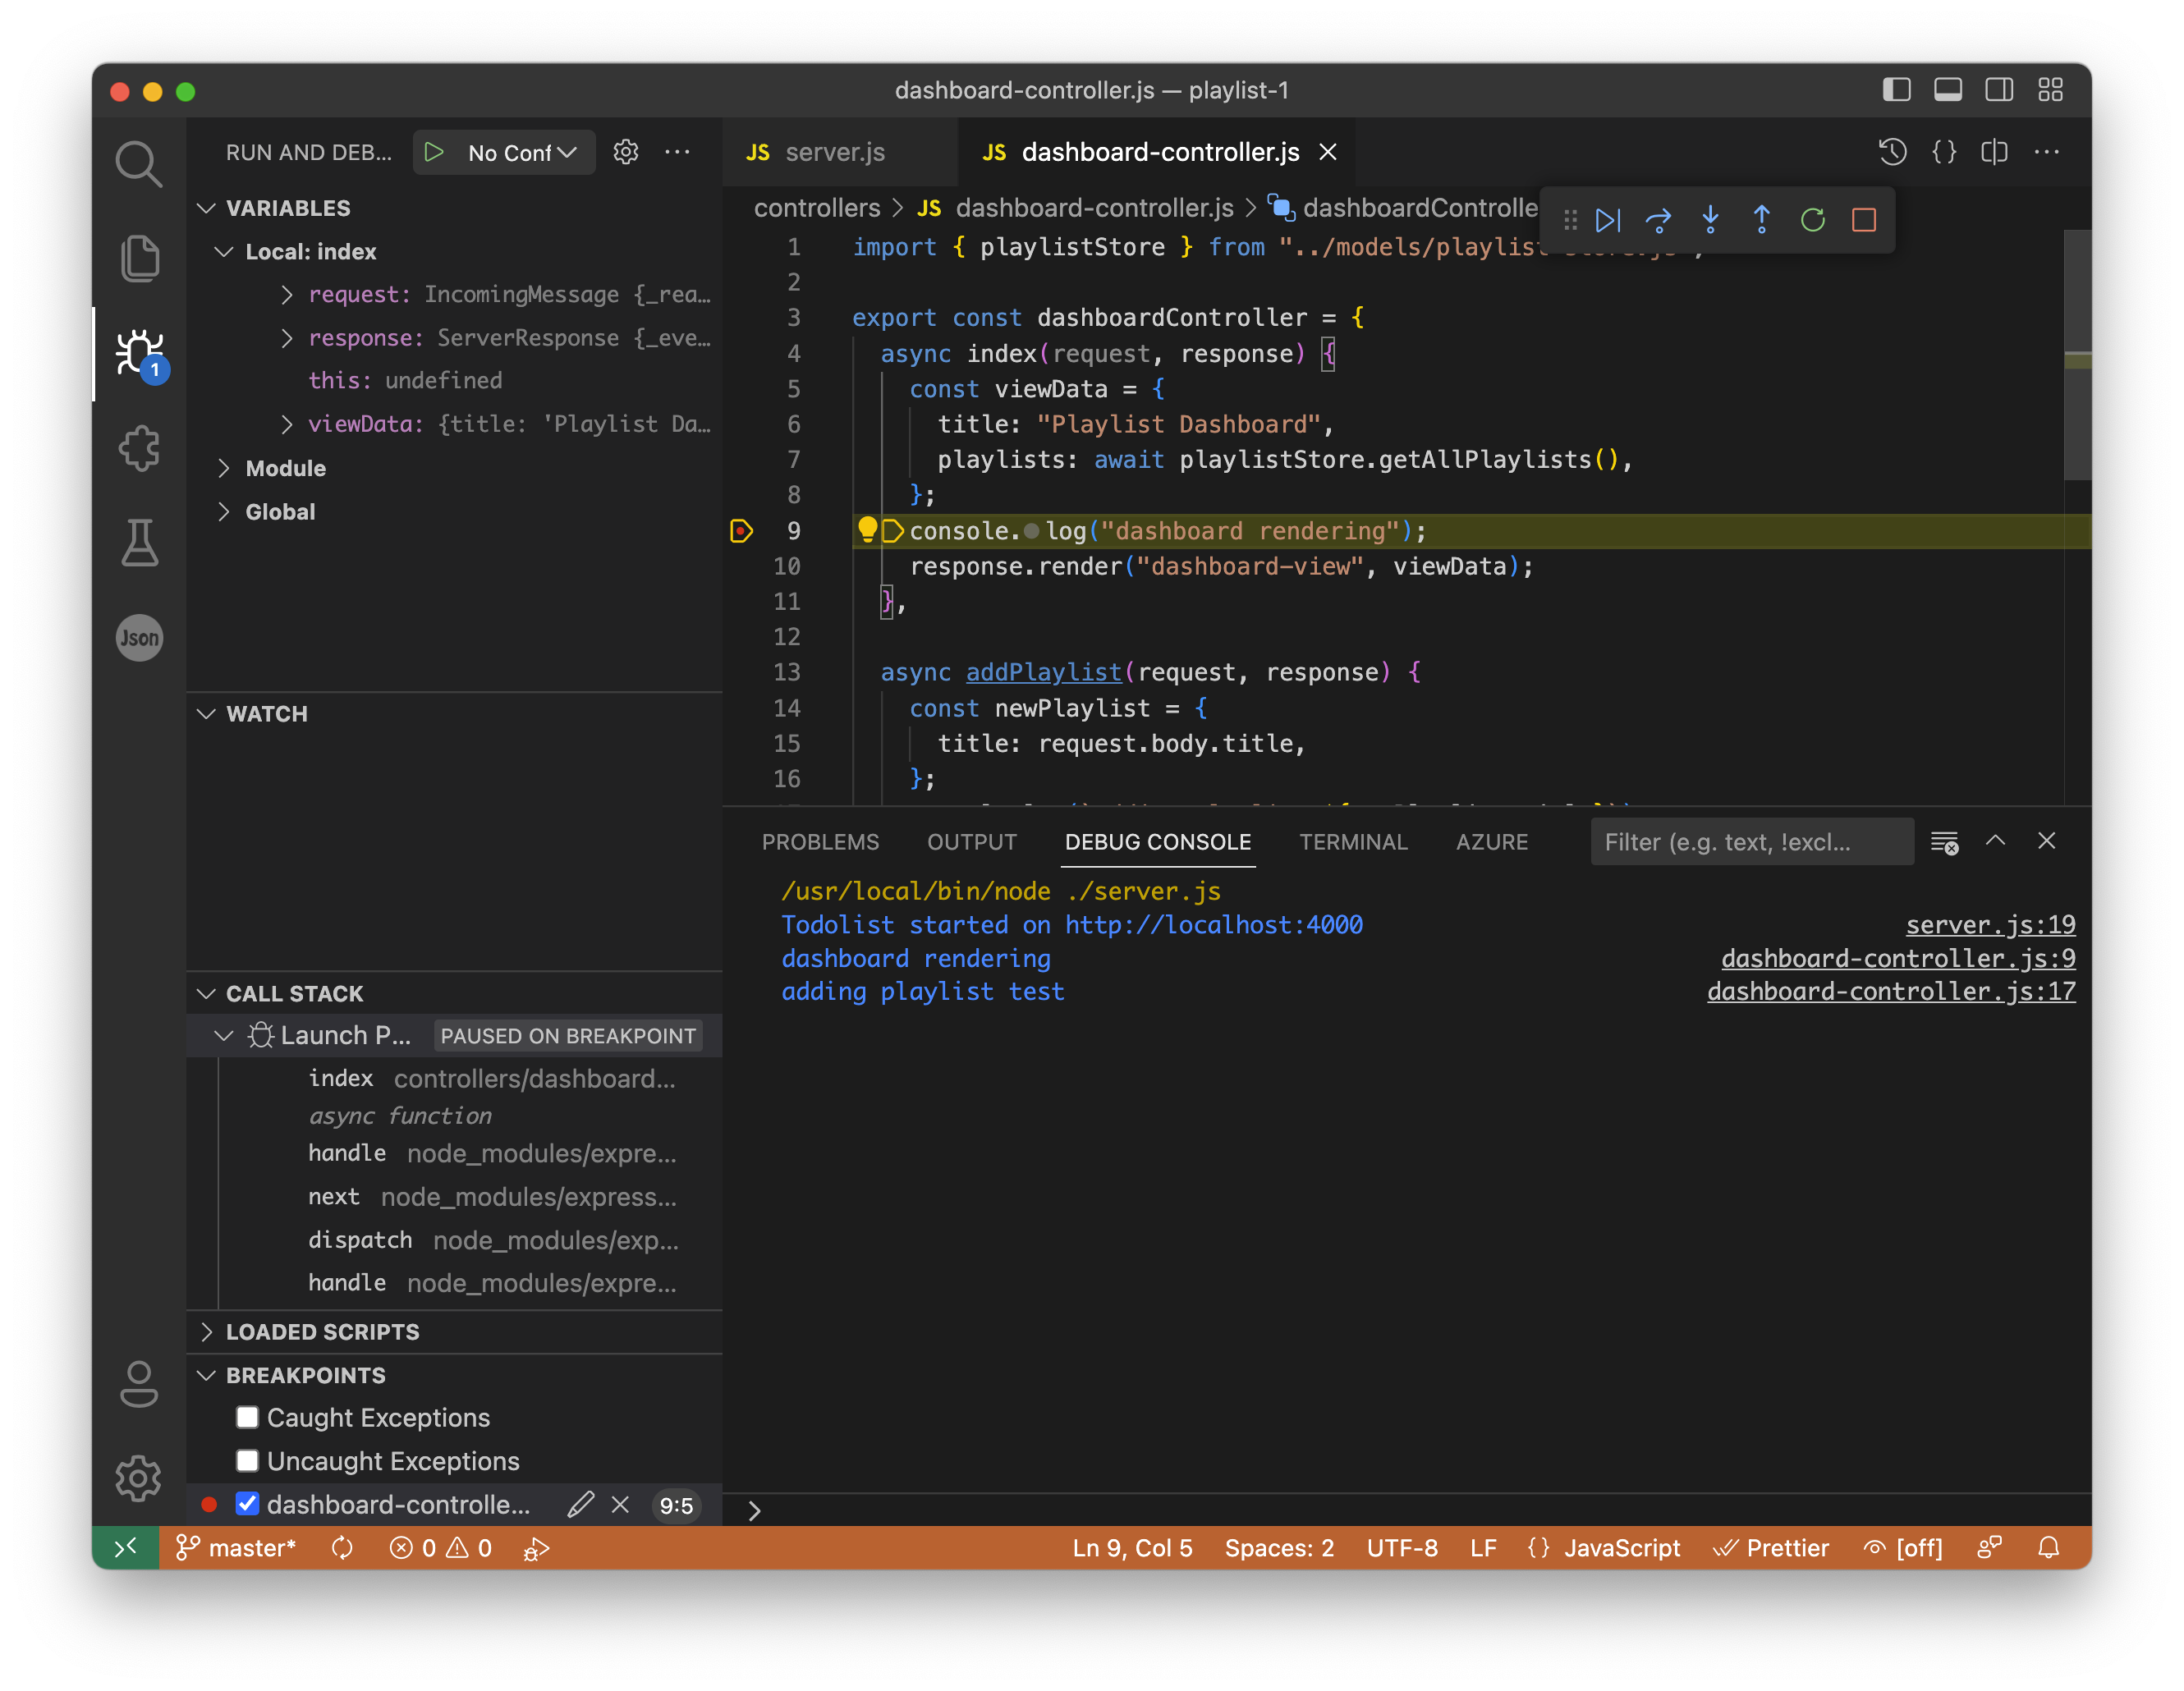 dashboard-controller.js — playlist-1
RUN AND DEB...
No Conf
VARIABLES
Local: index
request: IncomingMessage {_rea…
response: ServerResponse {_eve…
this: undefined
viewData: {title: 'Playlist Da…
Module
Global
WATCH
CALL STACK
Launch P... PAUSED ON BREAKPOINT
index controllers/dashboard...
async function
handle node_modules/expre...
next node_modules/express...
dispatch node_modules/exp...
handle node_modules/expre...
LOADED SCRIPTS
BREAKPOINTS
Caught Exceptions
Uncaught Exceptions
dashboard-controlle... 9:5
1
Json
JS server.js
JS dashboard-controller.js
controllers > JS dashboard-controller.js > dashboardControlle
1 import { playlistStore } from "../models/playlist
2
3 export const dashboardController = {
4 async index(request, response) {
5 const viewData = {
6 title: "Playlist Dashboard",
7 playlists: await playlistStore.getAllPlaylists(),
8 };
9 console.log("dashboard rendering");
10 response.render("dashboard-view", viewData);
11 },
12
13 async addPlaylist(request, response) {
14 const newPlaylist = {
15 title: request.body.title,
16 };
PROBLEMS OUTPUT DEBUG CONSOLE TERMINAL AZURE Filter (e.g. text, !excl...
/usr/local/bin/node ./server.js
Todolist started on http://localhost:4000 server.js:19
dashboard rendering dashboard-controller.js:9
adding playlist test dashboard-controller.js:17
>
master* 0 0 Ln 9, Col 5 Spaces: 2 UTF-8 LF {} JavaScript Prettier [off]